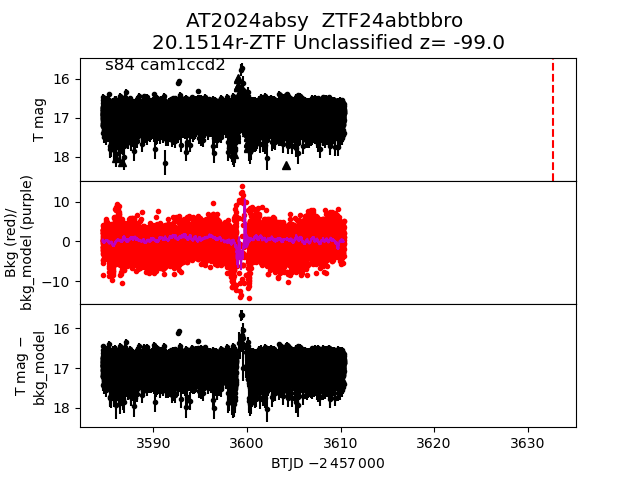 AT2024absy  ZTF24abtbbro
20.1514r-ZTF Unclassified z= -99.0
s84 cam1ccd2
T mag
16
17
18
Bkg (red)/
bkg_model (purple)
10
0
−10
T mag −
bkg_model
16
17
18
3590
3600
3610
3620
3630
BTJD −2 457 000